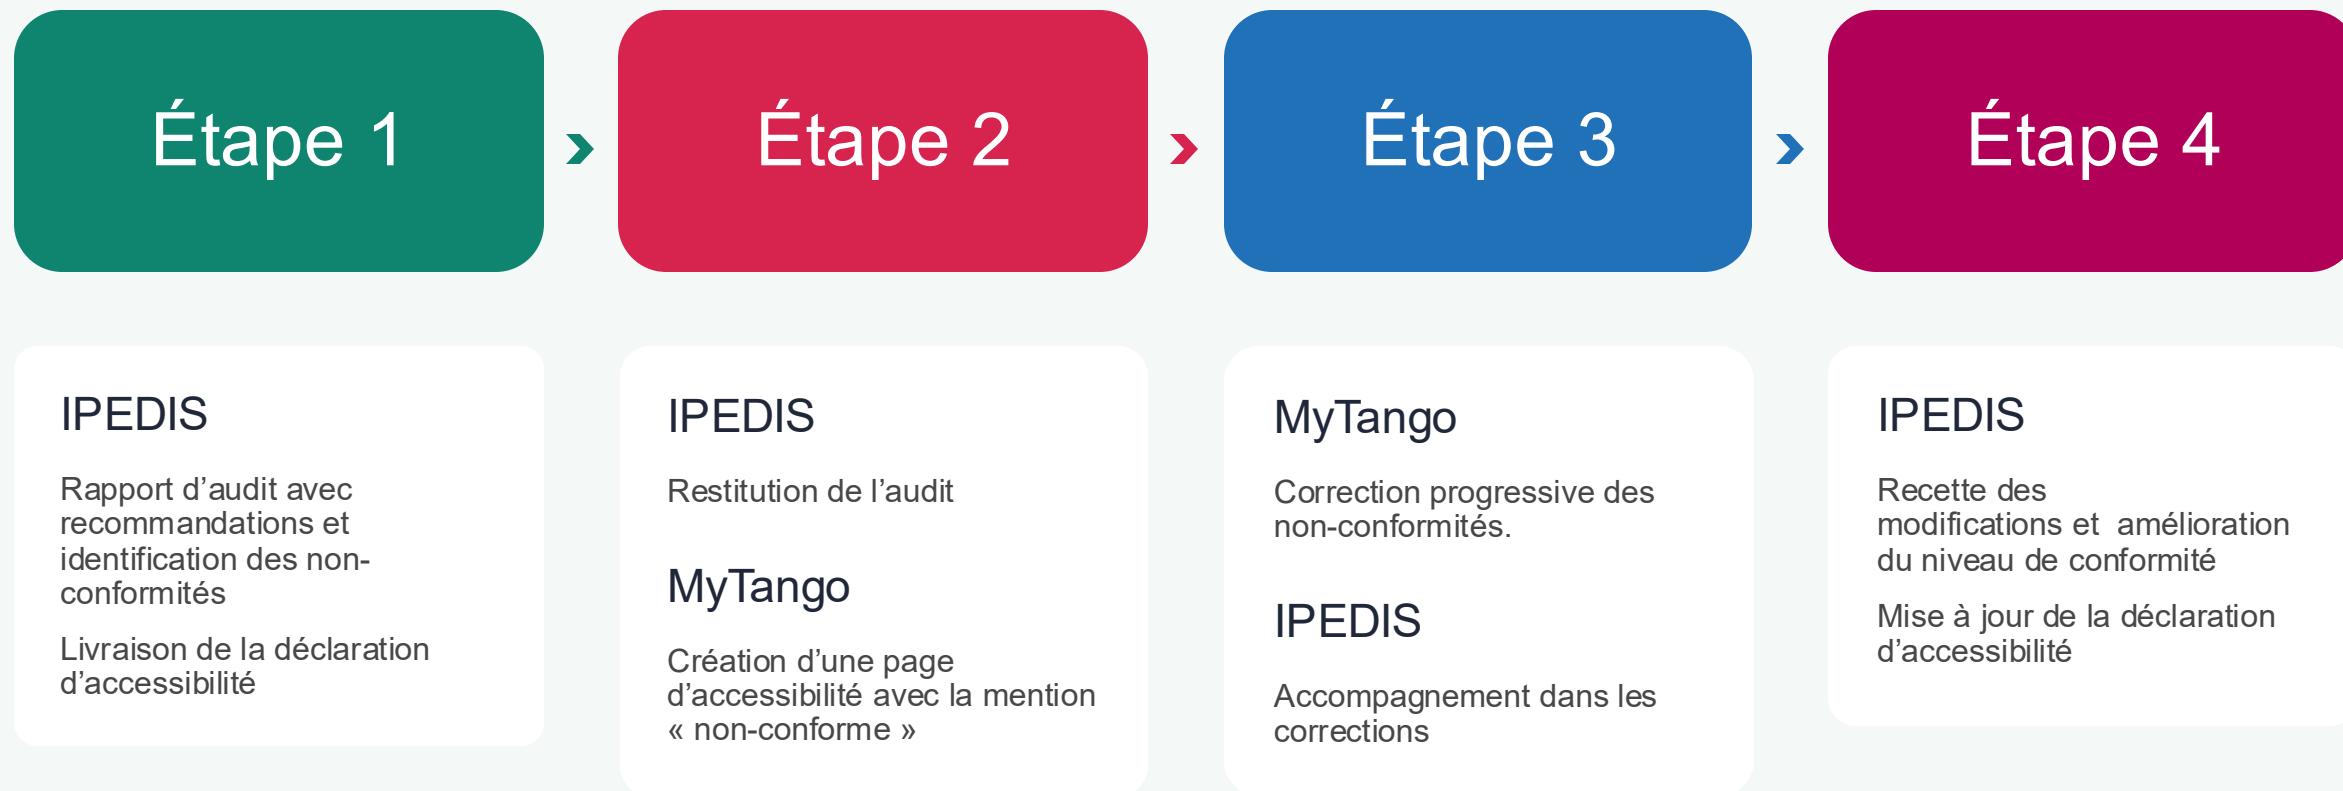 Étape 1
Étape 2
Étape 3
Étape 4
IPEDIS
Rapport d’audit avec
recommandations et
identification des non-
conformités
Livraison de la déclaration
d’accessibilité
IPEDIS
Restitution de l’audit
MyTango
Création d’une page
d’accessibilité avec la mention
« non-conforme »
MyTango
Correction progressive des
non-conformités.
IPEDIS
Accompagnement dans les
corrections
IPEDIS
Recette des
modifications et  amélioration
du niveau de conformité
Mise à jour de la déclaration
d’accessibilité